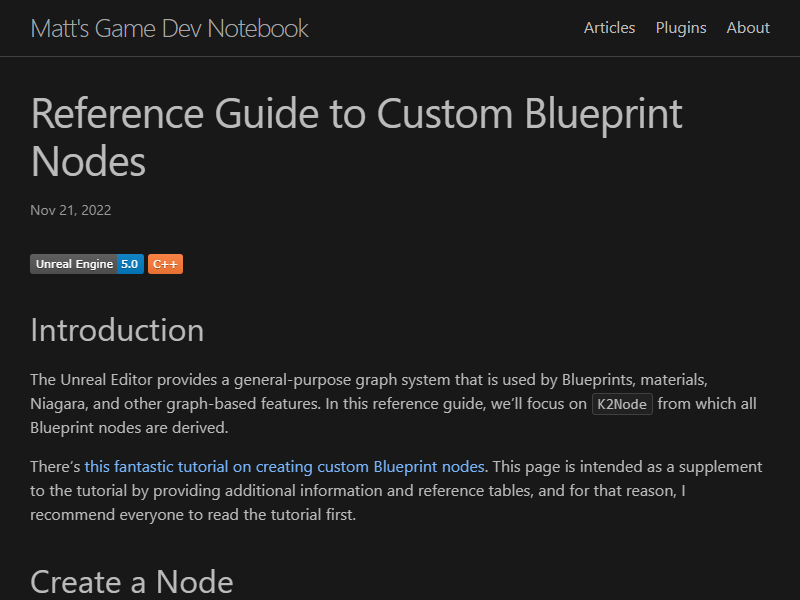 Matt's Game Dev Notebook
Articles Plugins About
Reference Guide to Custom Blueprint
Nodes
Nov 21, 2022
Unreal Engine 5.0 C++
Introduction
The Unreal Editor provides a general-purpose graph system that is used by Blueprints, materials,
Niagara, and other graph-based features. In this reference guide, we’ll focus on K2Node from which all
Blueprint nodes are derived.
There’s this fantastic tutorial on creating custom Blueprint nodes. This page is intended as a supplement
to the tutorial by providing additional information and reference tables, and for that reason, I
recommend everyone to read the tutorial first.
Create a Node